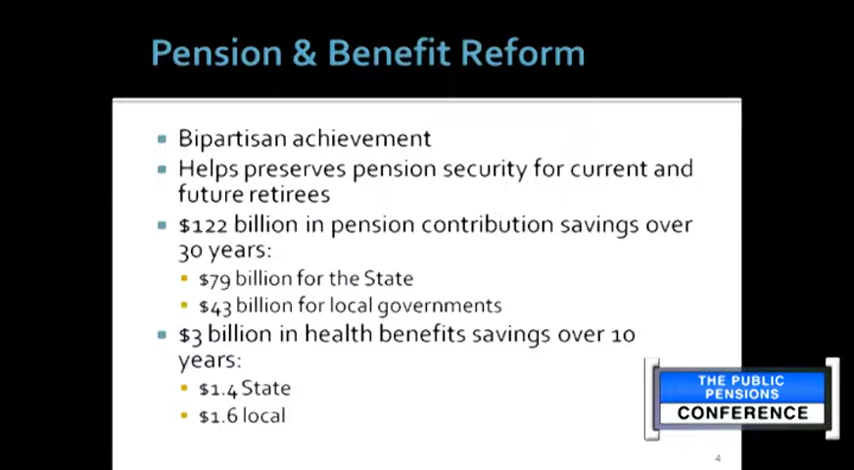 Pension & Benefit Reform
Bipartisan achievement
Helps preserves pension security for current and
future retirees
$122 billion in pension contribution savings over
30 years:
$79 billion for the State
$43 billion for local governments
$3 billion in health benefits savings over 10
years:
$1.4 State
$1.6 local
THE PUBLIC
PENSIONS
CONFERENCE
4